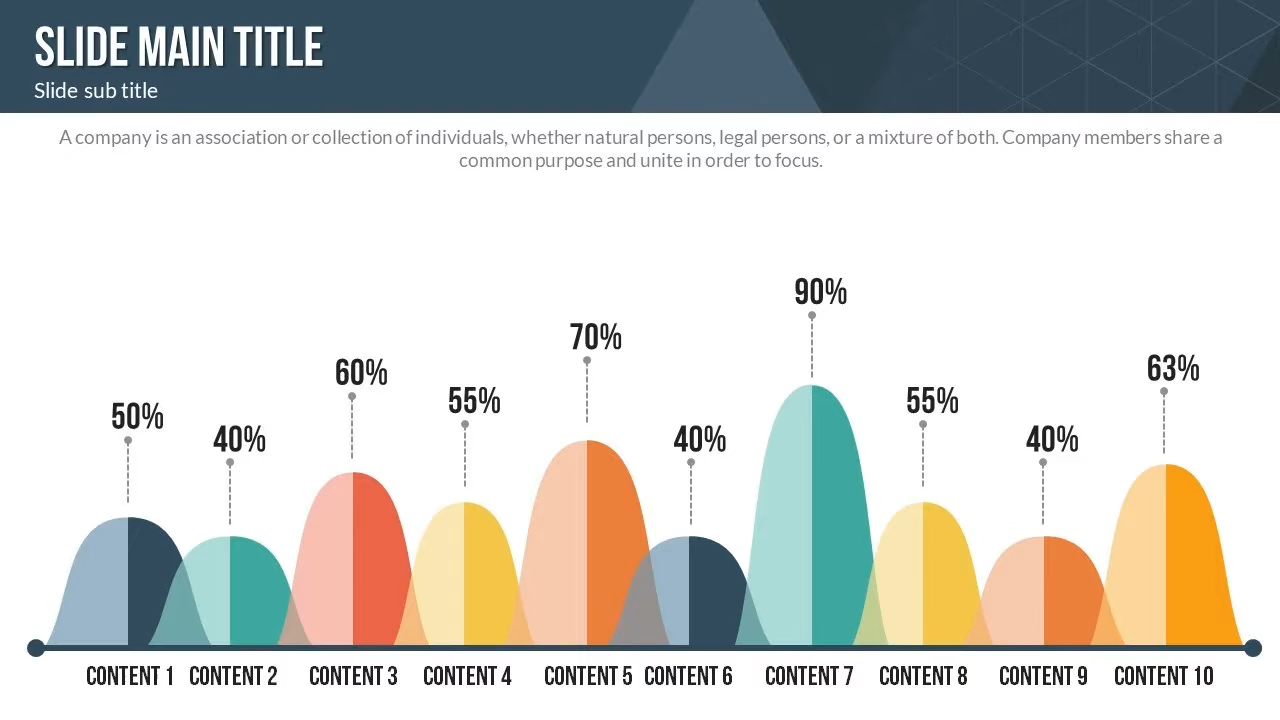 SLIDE MAIN TITLE
Slide sub title
A company is an association or collection of individuals, whether natural persons, legal persons, or a mixture of both. Company members share a
common purpose and unite in order to focus.
50%
40%
60%
55%
70%
40%
90%
55%
40%
63%
CONTENT 1
CONTENT 2
CONTENT 3
CONTENT 4
CONTENT 5
CONTENT 6
CONTENT 7
CONTENT 8
CONTENT 9
CONTENT 10